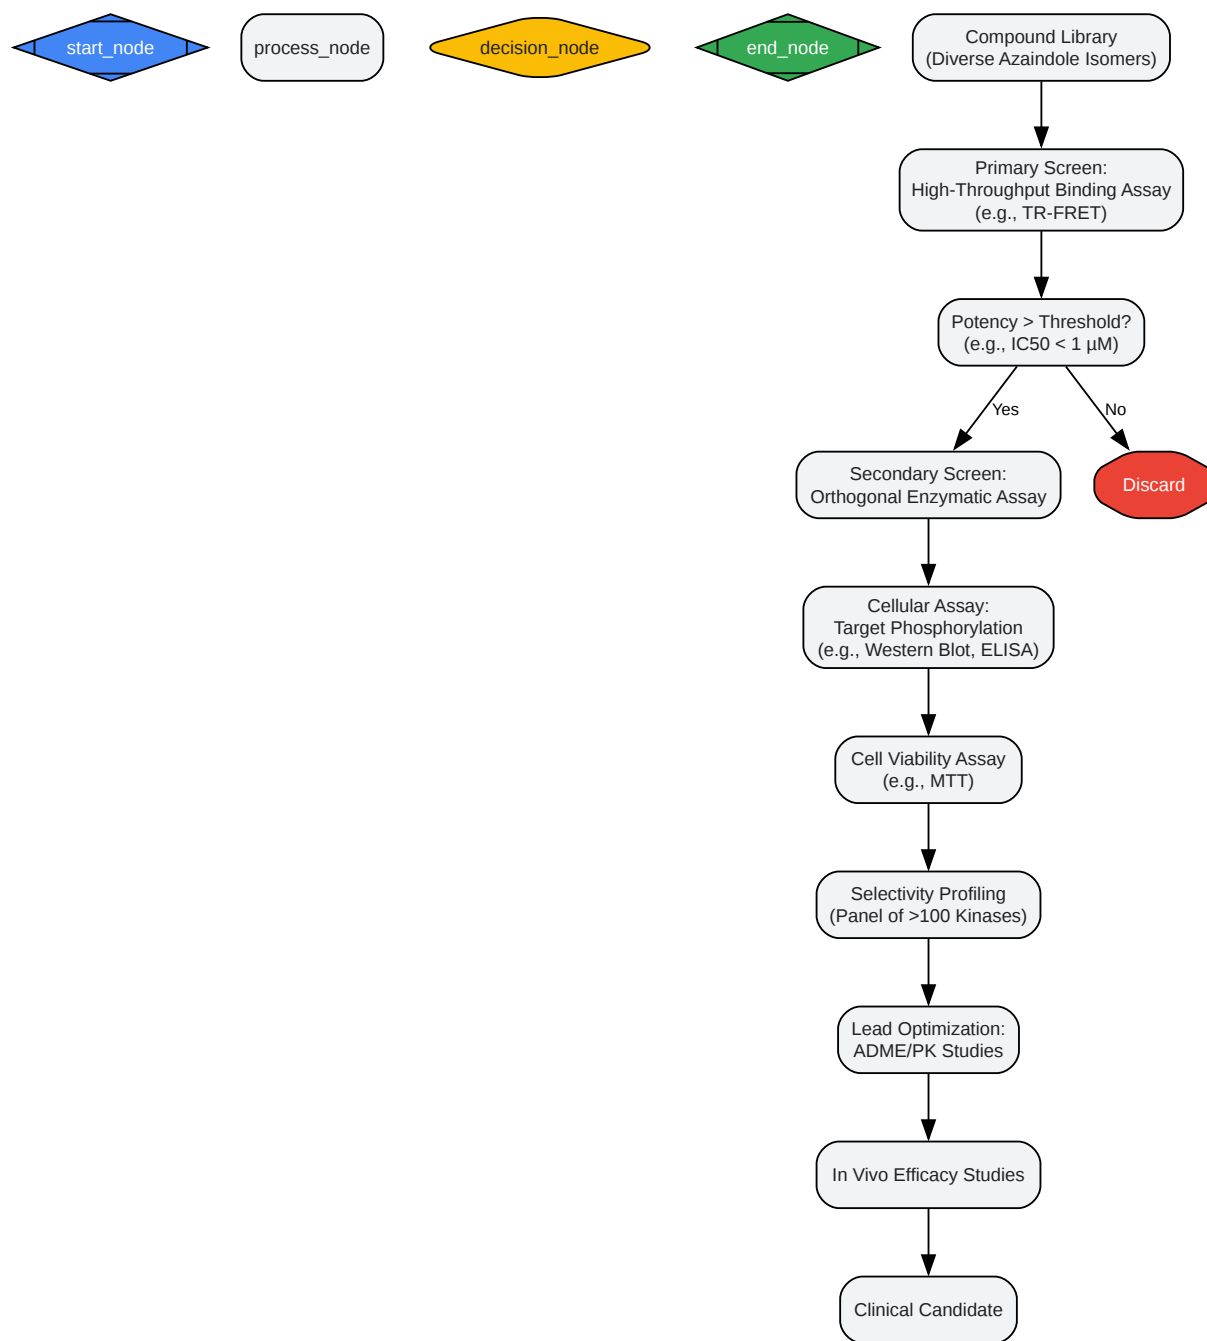 start_node
process_node
decision_node
end_node
Compound Library
(Diverse Azaindole Isomers)
Primary Screen:
High-Throughput Binding Assay
(e.g., TR-FRET)
Potency > Threshold?
(e.g., IC50 < 1 µM)
Yes
No
Secondary Screen:
Orthogonal Enzymatic Assay
Discard
Cellular Assay:
Target Phosphorylation
(e.g., Western Blot, ELISA)
Cell Viability Assay
(e.g., MTT)
Selectivity Profiling
(Panel of >100 Kinases)
Lead Optimization:
ADME/PK Studies
In Vivo Efficacy Studies
Clinical Candidate